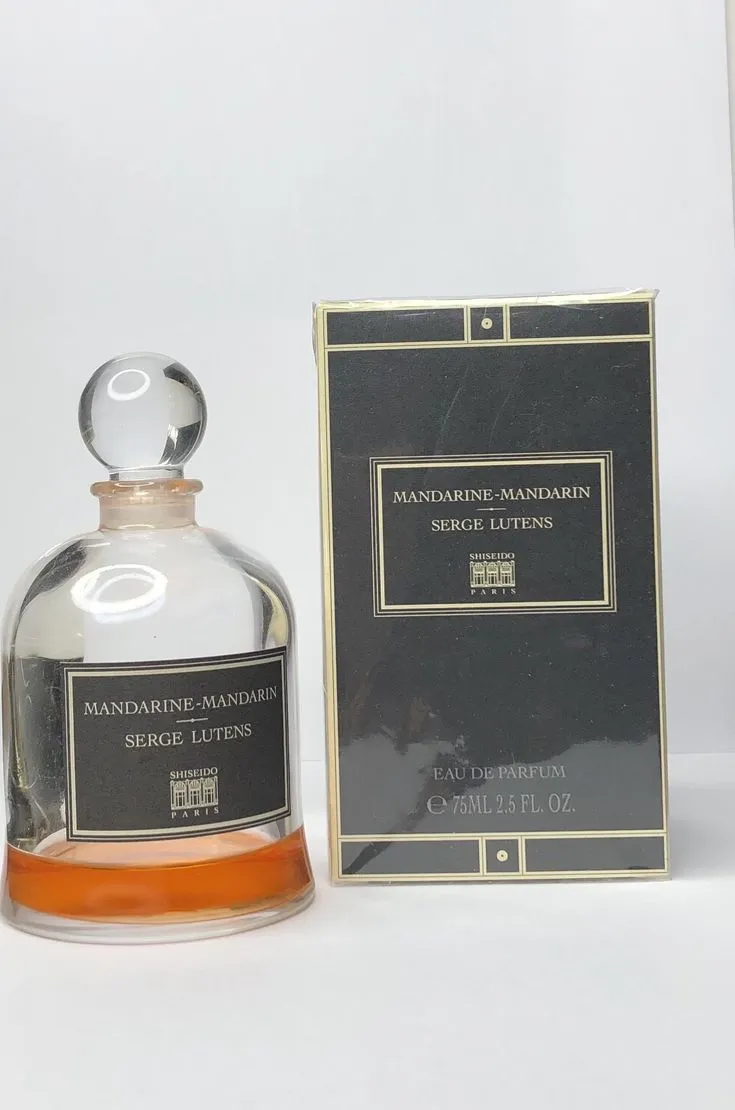 MANDARINE-MANDARIN
SERGE LUTENS
SHISEIDO
PARIS
MANDARINE-MANDARIN
SERGE LUTENS
SHISEIDO
PARIS
EAU DE PARFUM
℮ 75ML 2.5 FL. OZ.